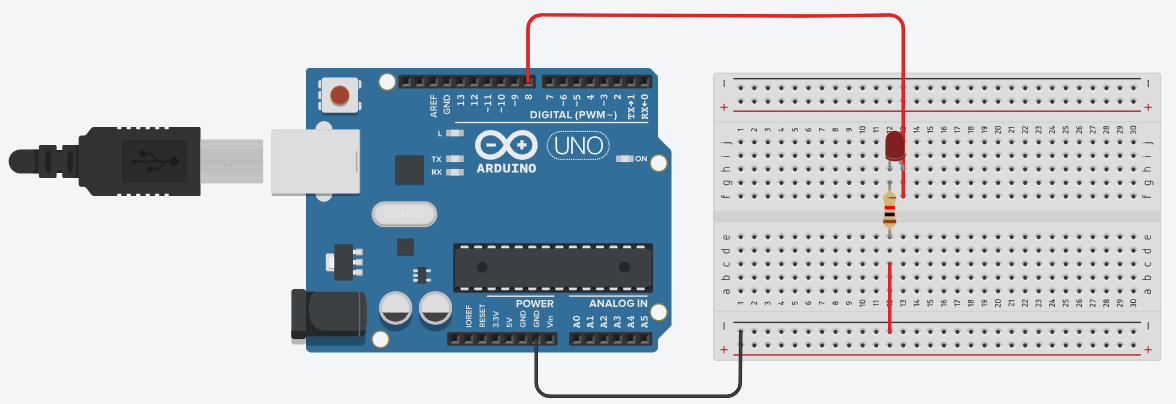 AREF
GND
13
12
~11
~10
~9
8
7
~6
~5
4
~3
2
TX→1
RX←0
DIGITAL (PWM~)
L
TX
RX
UNO
ARDUINO
ON
POWER
ANALOG IN
IOREF
RESET
3.3V
5V
GND
GND
Vin
A0
A1
A2
A3
A4
A5
− −
+ +
1 2 3 4 5 6 7 8 9 10 11 12 13 14 15 16 17 18 19 20 21 22 23 24 25 26 27 28 29 30
j j
i i
h h
g g
f f
e e
d d
c c
b b
a a
1 2 3 4 5 6 7 8 9 10 11 12 13 14 15 16 17 18 19 20 21 22 23 24 25 26 27 28 29 30
− −
+ +